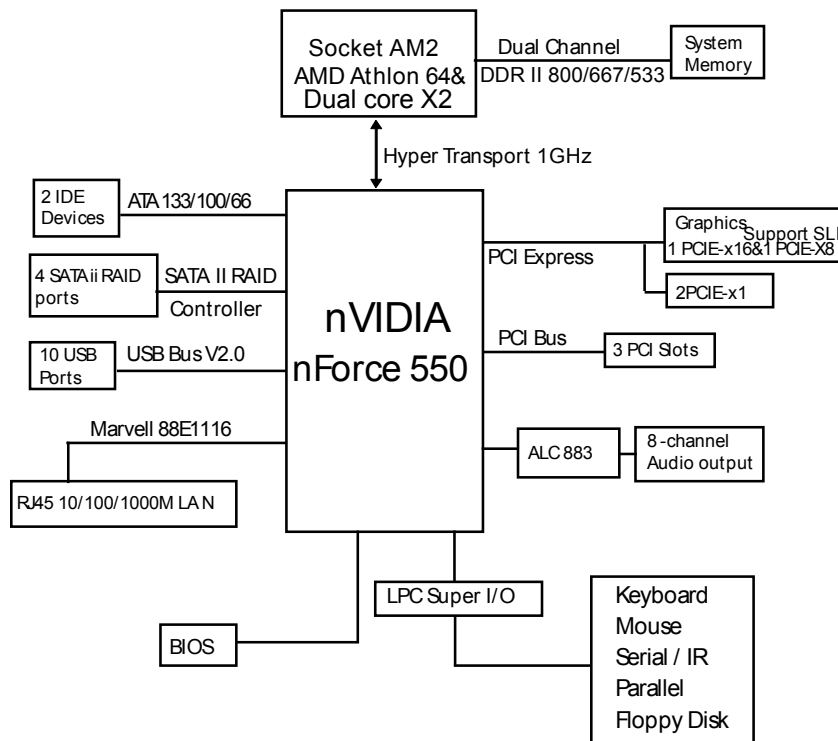 Socket AM2
AMD Athlon 64&
Dual core X2
Dual Channel
DDR II 800/667/533
System
Memory
Hyper Transport 1GHz
2 IDE
Devices
ATA 133/100/66
4 SATA ii RAID
ports
SATA II RAID
Controller
10 USB
Ports
USB Bus V2.0
Marvell 88E1116
RJ45 10/100/1000M LAN
nVIDIA
nForce 550
PCI Express
Graphics
Support SLI
1 PCIE-x16&1 PCIE-X8
2PCIE-x1
PCI Bus
3 PCI Slots
ALC 883
8-channel
Audio output
LPC Super I/O
BIOS
Keyboard
Mouse
Serial / IR
Parallel
Floppy Disk